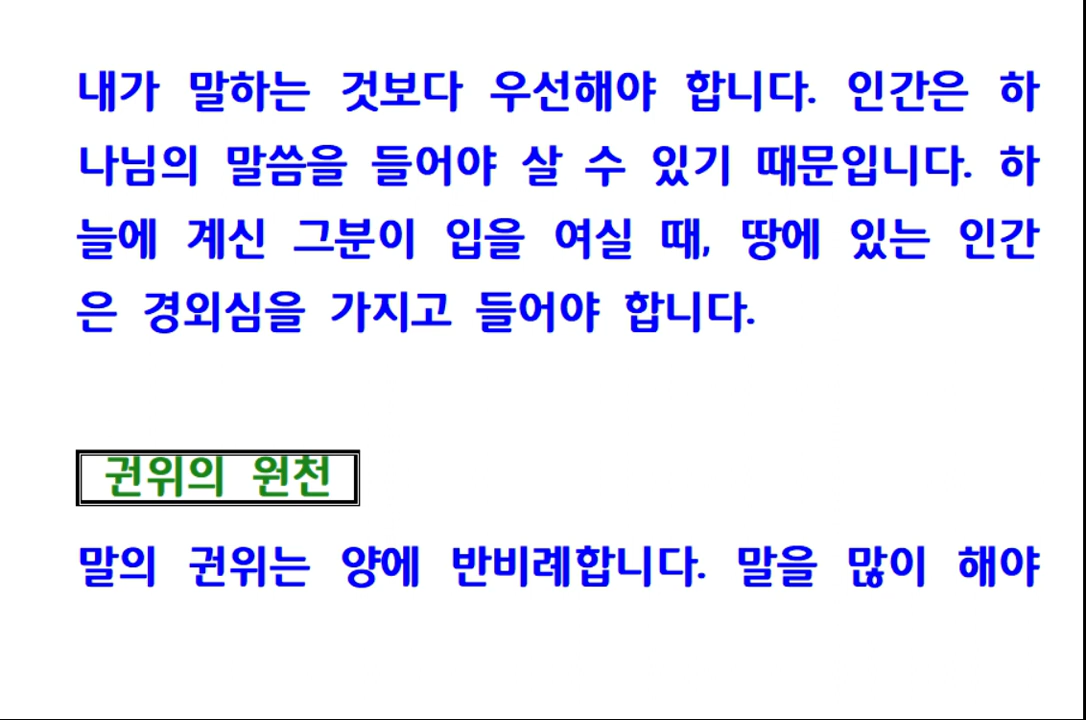 내가 말하는 것보다 우선해야 합니다. 인간은 하
나님의 말씀을 들어야 살 수 있기 때문입니다. 하
늘에 계신 그분이 입을 여실 때, 땅에 있는 인간
은 경외심을 가지고 들어야 합니다.
권위의 원천
말의 권위는 양에 반비례합니다. 말을 많이 해야